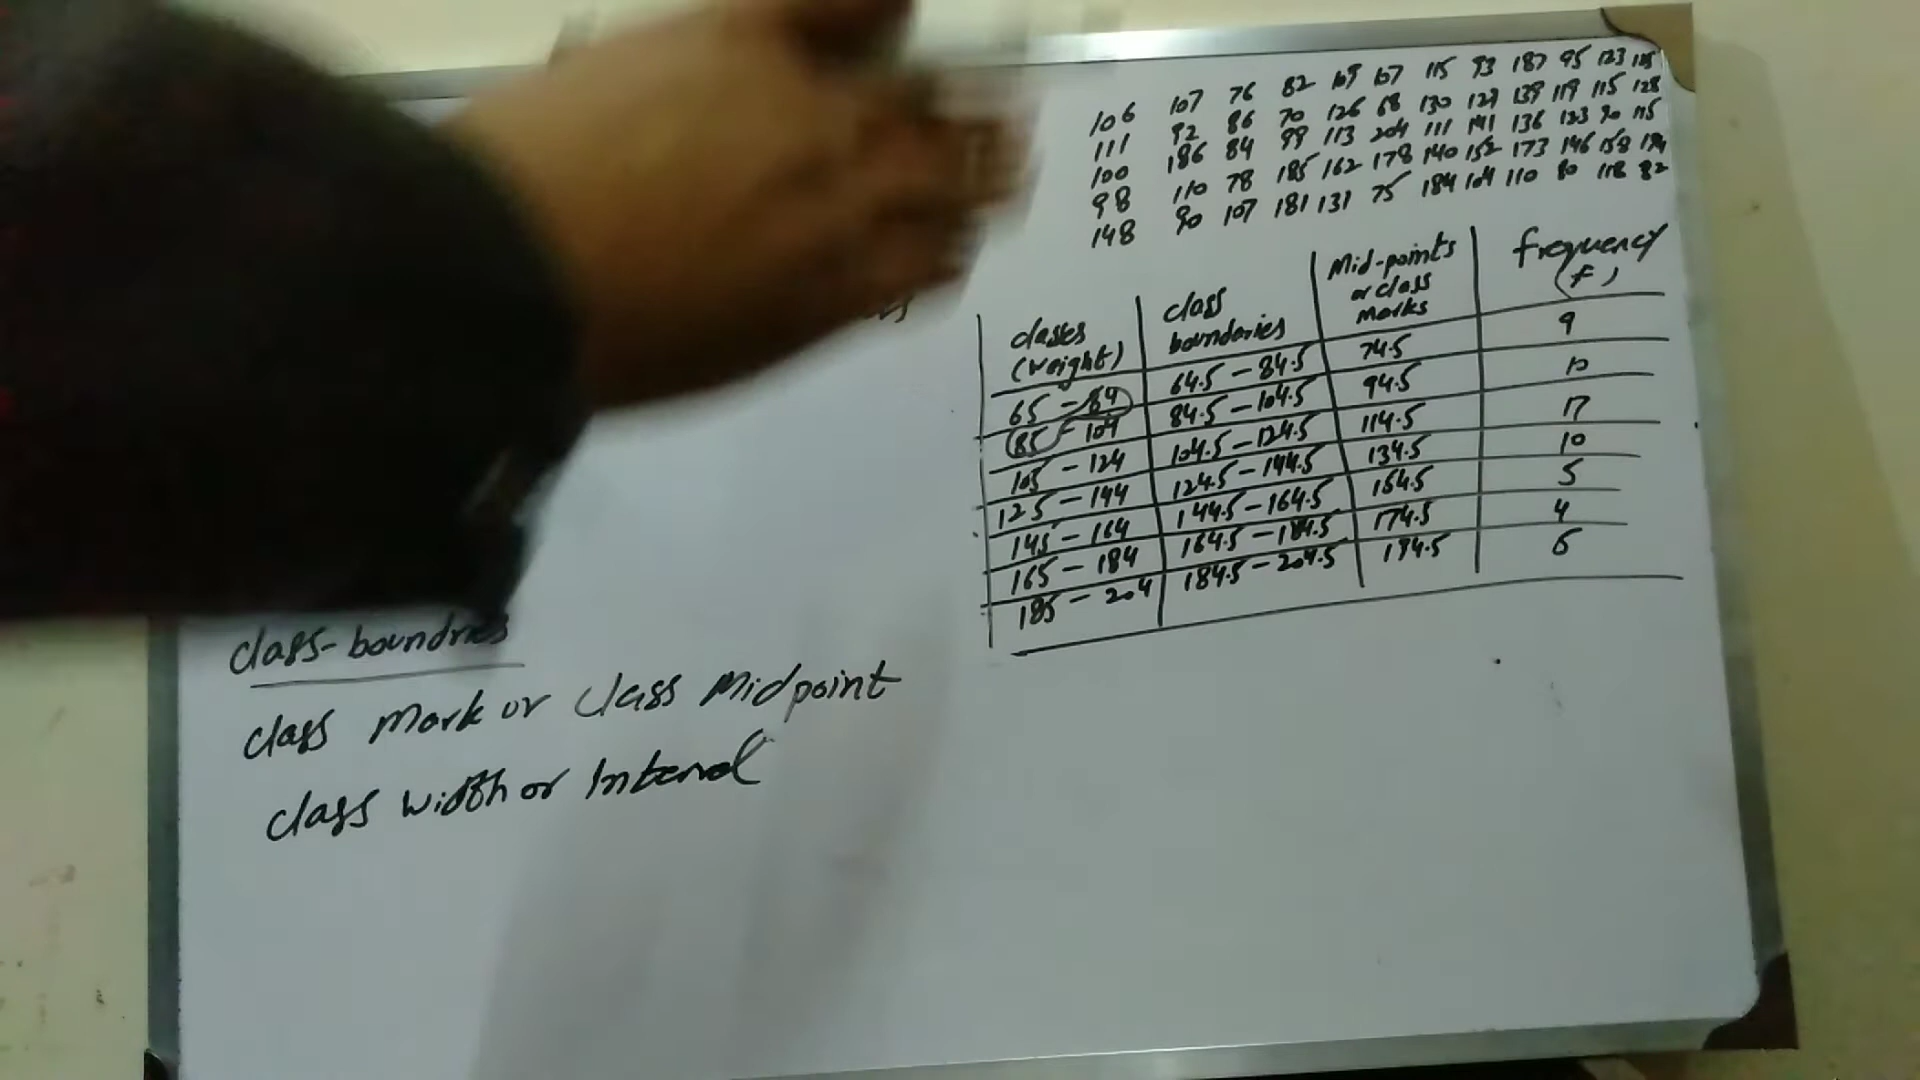 106 107 76 82 109 107 115 93 187 95 123 125
111 92 86 70 126 68 130 129 139 119 115 128
100 186 84 99 113 204 111 141 136 123 90 115
98 110 78 185 162 178 140 152 173 146 158 194
148 90 107 181 131 75 184 104 110 80 118 82
classes (weight) class boundaries Mid-points or class marks frequency (f)
65 - 84 64.5 - 84.5 74.5 9
85 - 104 84.5 - 104.5 94.5 10
105 - 124 104.5 - 124.5 114.5 17
125 - 144 124.5 - 144.5 134.5 10
145 - 164 144.5 - 164.5 154.5 5
165 - 184 164.5 - 184.5 174.5 4
185 - 204 184.5 - 204.5 194.5 5
class-boundries
class Mark or class Midpoint
class width or Interval